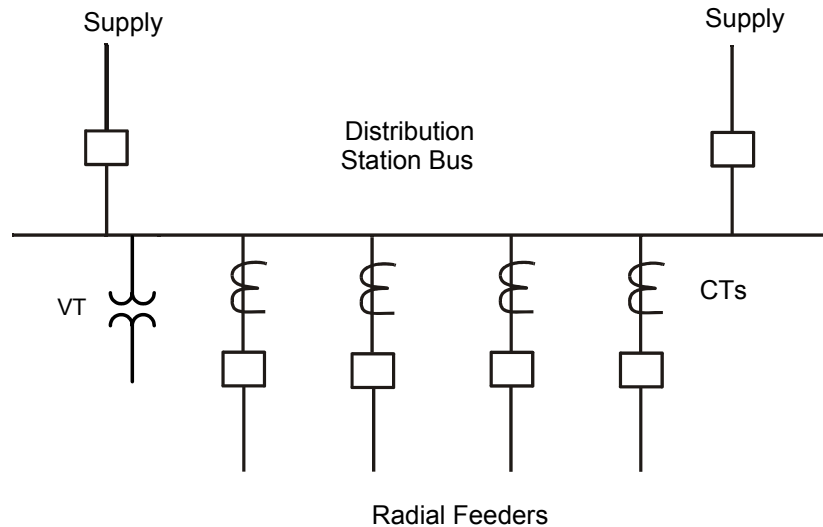 Supply
Supply
Distribution
Station Bus
VT
CTs
Radial Feeders